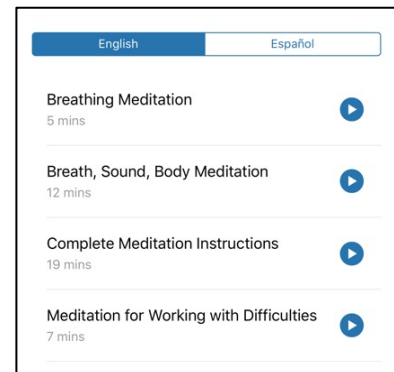 English Español
Breathing Meditation
5 mins
Breath, Sound, Body Meditation
12 mins
Complete Meditation Instructions
19 mins
Meditation for Working with Difficulties
7 mins